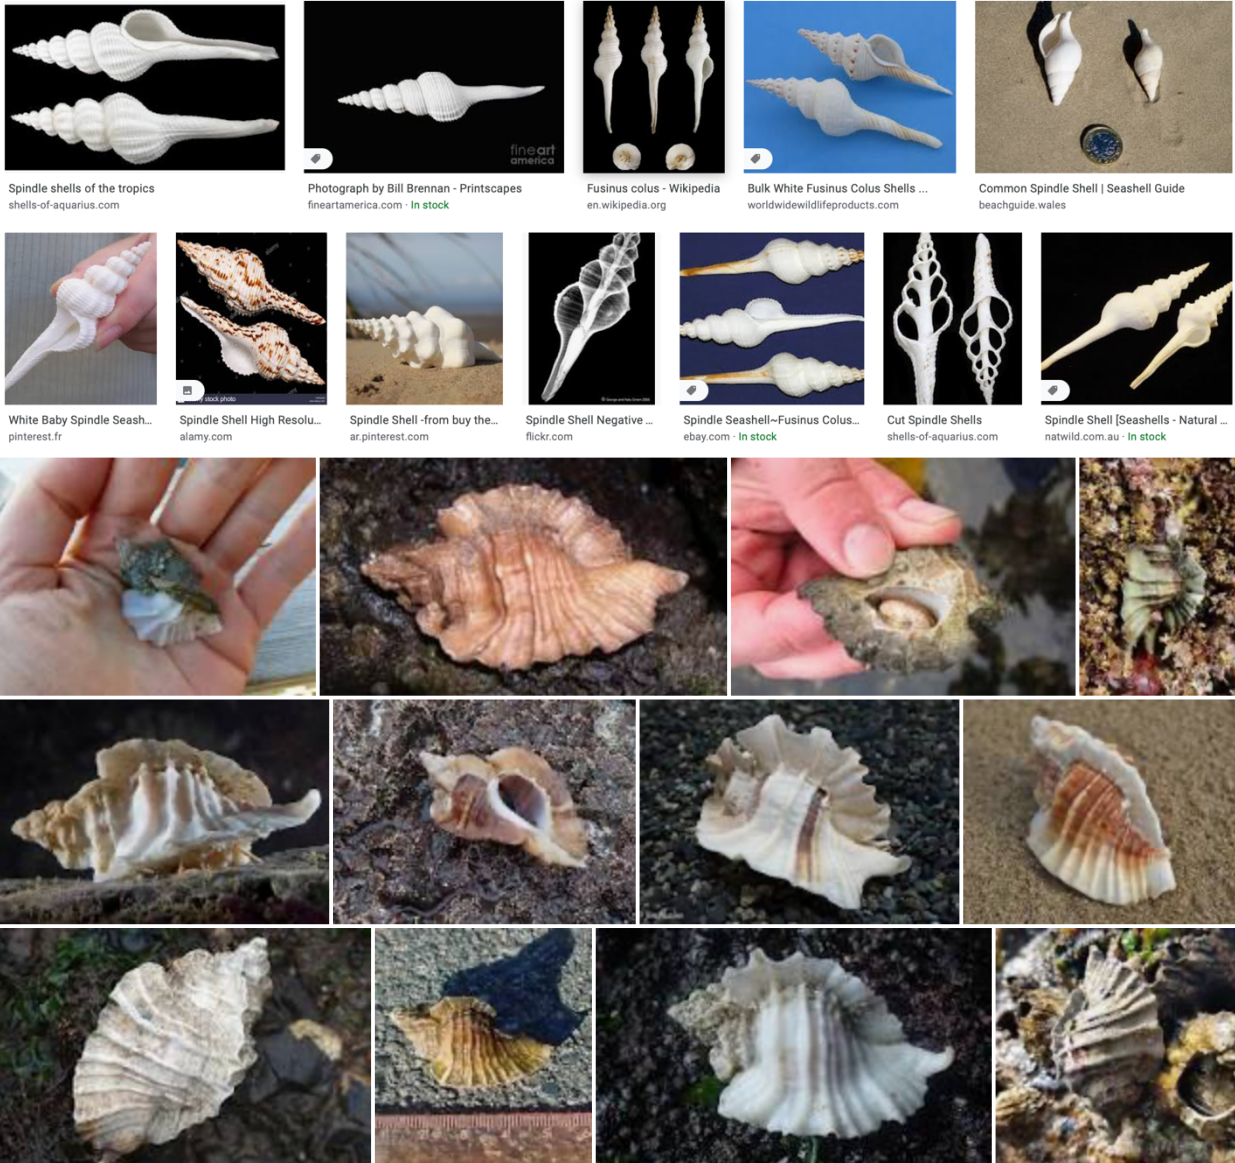 fineart
america
Spindle shells of the tropics
shells-of-aquarius.com
Photograph by Bill Brennan - Printscapes
fineartamerica.com · In stock
Fusinus colus - Wikipedia
en.wikipedia.org
Bulk White Fusinus Colus Shells ...
worldwidewildlifeproducts.com
Common Spindle Shell | Seashell Guide
beachguide.wales
alamy
stock photo
White Baby Spindle Seash...
pinterest.fr
Spindle Shell High Resolu...
alamy.com
Spindle Shell -from buy the...
ar.pinterest.com
Spindle Shell Negative ...
flickr.com
Spindle Seashell~Fusinus Colus...
ebay.com · In stock
Cut Spindle Shells
shells-of-aquarius.com
Spindle Shell [Seashells - Natural ...
natwild.com.au · In stock